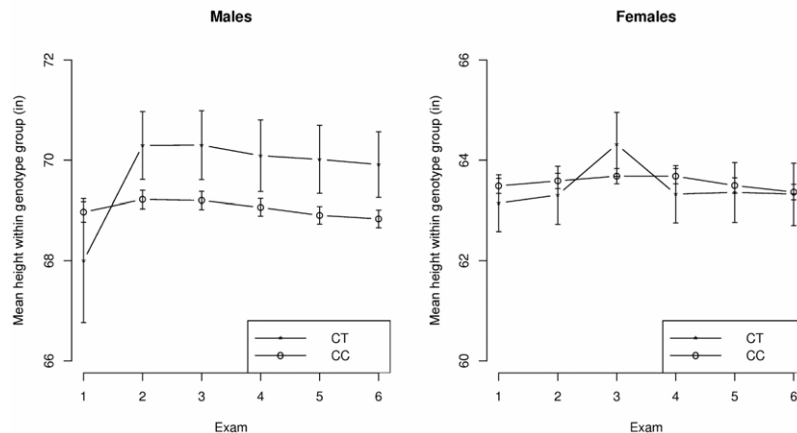 Males
Mean height within genotype group (in)
72
70
68
66
1 2 3 4 5 6
Exam
CT
CC
Females
Mean height within genotype group (in)
66
64
62
60
1 2 3 4 5 6
Exam
CT
CC